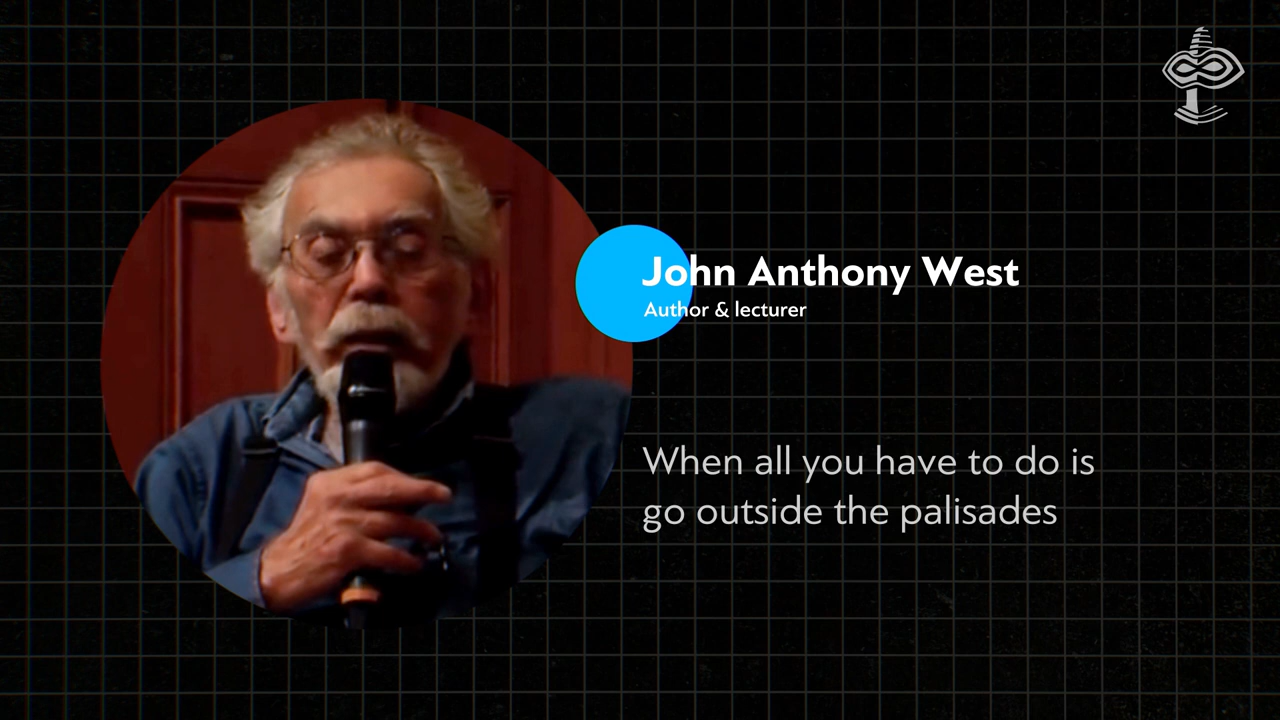 John Anthony West
Author & lecturer
When all you have to do is
go outside the palisades